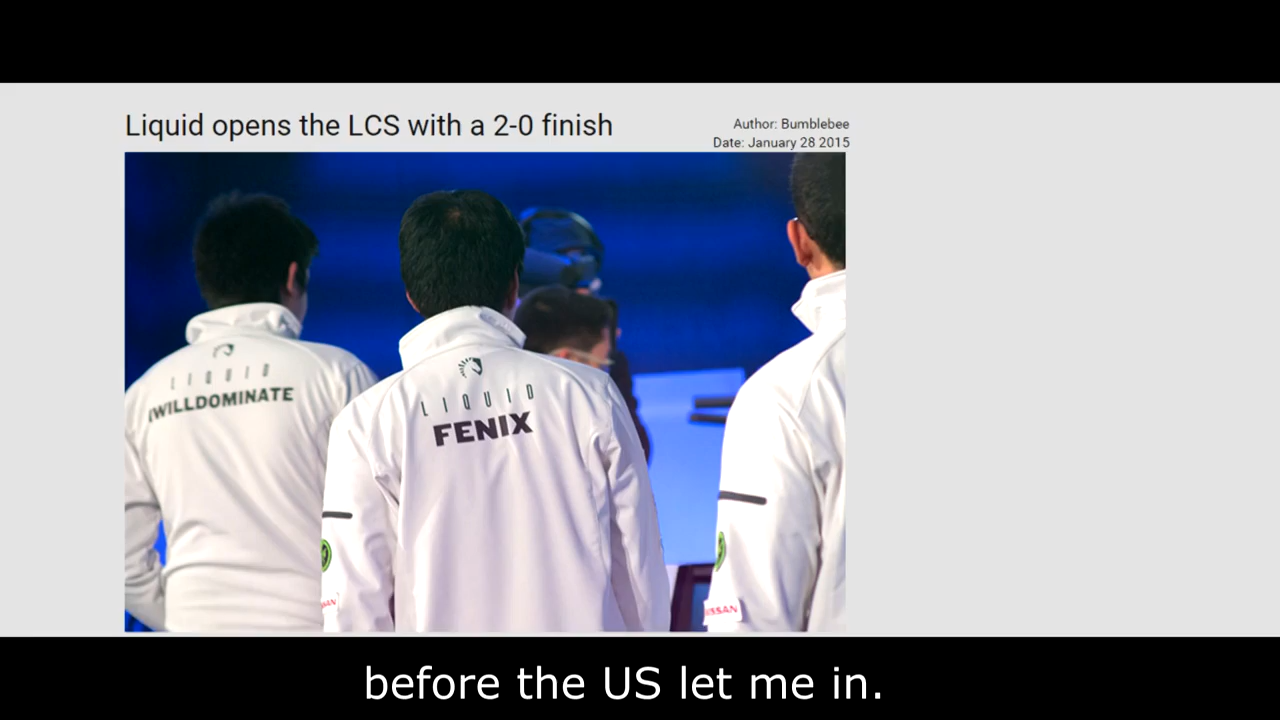 Liquid opens the LCS with a 2-0 finish
Author: Bumblebee
Date: January 28 2015
LIQUID
IWILLDOMINATE
LIQUID
FENIX
NISSAN
before the US let me in.